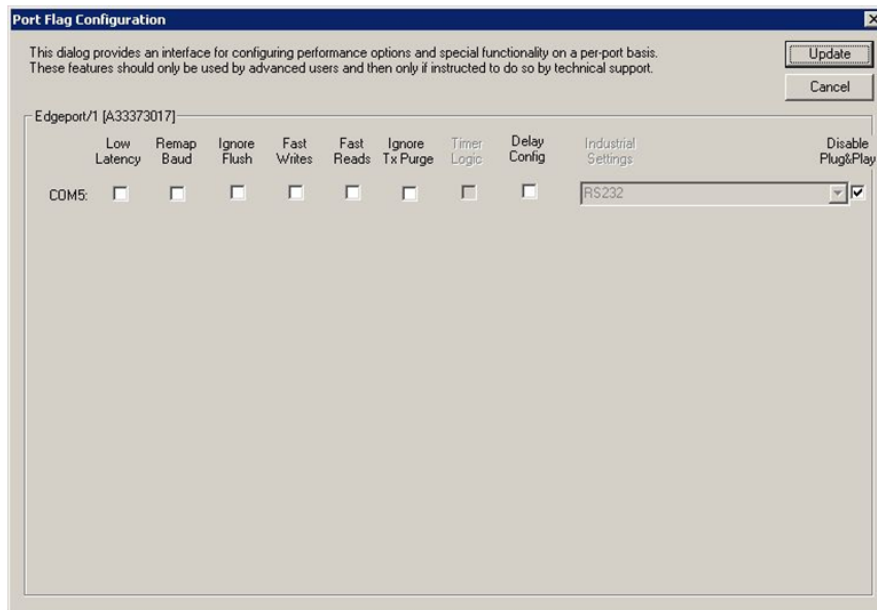 Port Flag Configuration
This dialog provides an interface for configuring performance options and special functionality on a per-port basis.
These features should only be used by advanced users and then only if instructed to do so by technical support.
Update
Cancel
Edgeport/1 [A33373017]
Low Latency
Remap Baud
Ignore Flush
Fast Writes
Fast Reads
Ignore Tx Purge
Timer Logic
Delay Config
Industrial Settings
Disable Plug&Play
COM5:
RS232